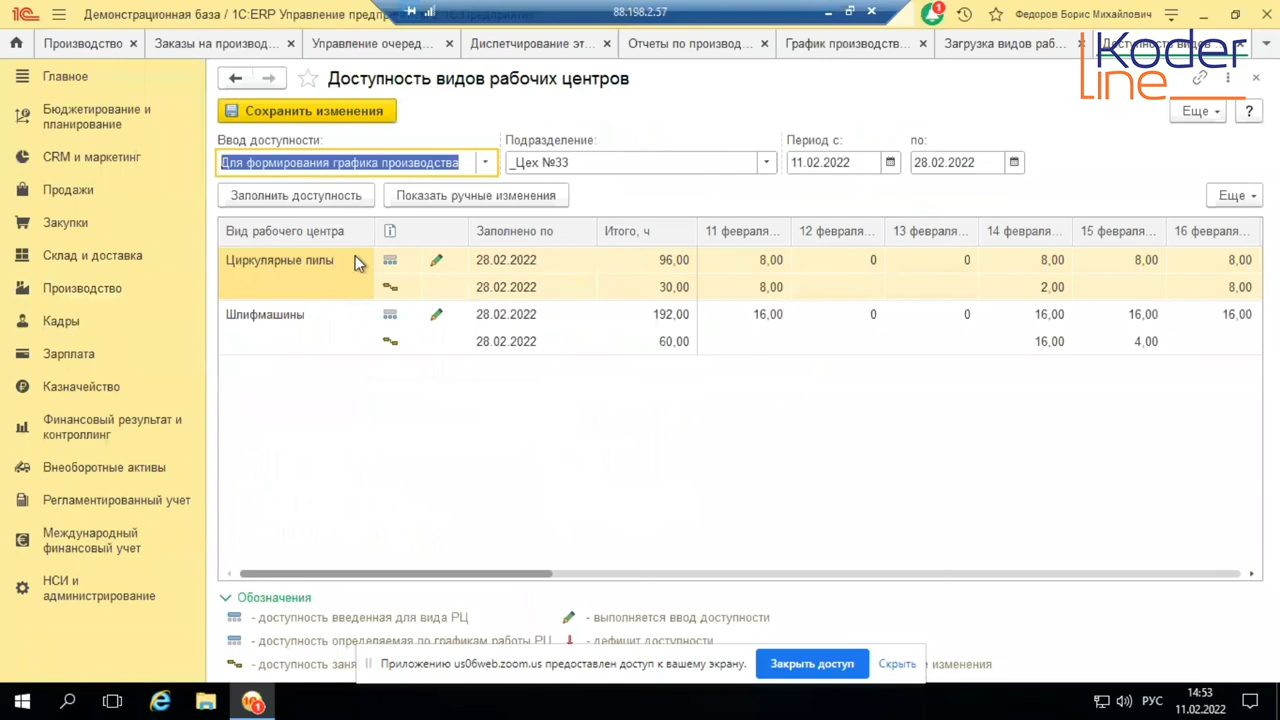 Демонстрационная база / 1С:ERP Управление предпр
88.198.2.57
Федоров Борис Михайлович
Производство
Заказы на производ...
Управление очеред...
Диспетчирование эт...
Отчеты по производ...
График производств...
Загрузка видов раб...
Koder line
Главное
Бюджетирование и
планирование
CRM и маркетинг
Продажи
Закупки
Склад и доставка
Производство
Кадры
Зарплата
Казначейство
Финансовый результат и
контроллинг
Внеоборотные активы
Регламентированный учет
Международный
финансовый учет
НСИ и
администрирование
Доступность видов рабочих центров
Сохранить изменения
Еще
?
Ввод доступности:
Подразделение:
Период с:
по:
Для формирования графика производства
_Цех №33
11.02.2022
28.02.2022
Заполнить доступность
Показать ручные изменения
Еще
Вид рабочего центра
Заполнено по
Итого, ч
11 февраля...
12 февраля...
13 февраля...
14 февраля...
15 февраля...
16 февраля...
Циркулярные пилы
28.02.2022
96,00
8,00
0
0
8,00
8,00
8,00
28.02.2022
30,00
8,00
2,00
8,00
Шлифмашины
28.02.2022
192,00
16,00
0
0
16,00
16,00
16,00
28.02.2022
60,00
16,00
4,00
Обозначения
- доступность введенная для вида РЦ
- выполняется ввод доступности
- доступность определяемая по графикам работы РЦ
- дефицит доступности
- доступность заня
изменения
Приложению us06web.zoom.us предоставлен доступ к вашему экрану.
Закрыть доступ
Скрыть
РУС
14:53
11.02.2022